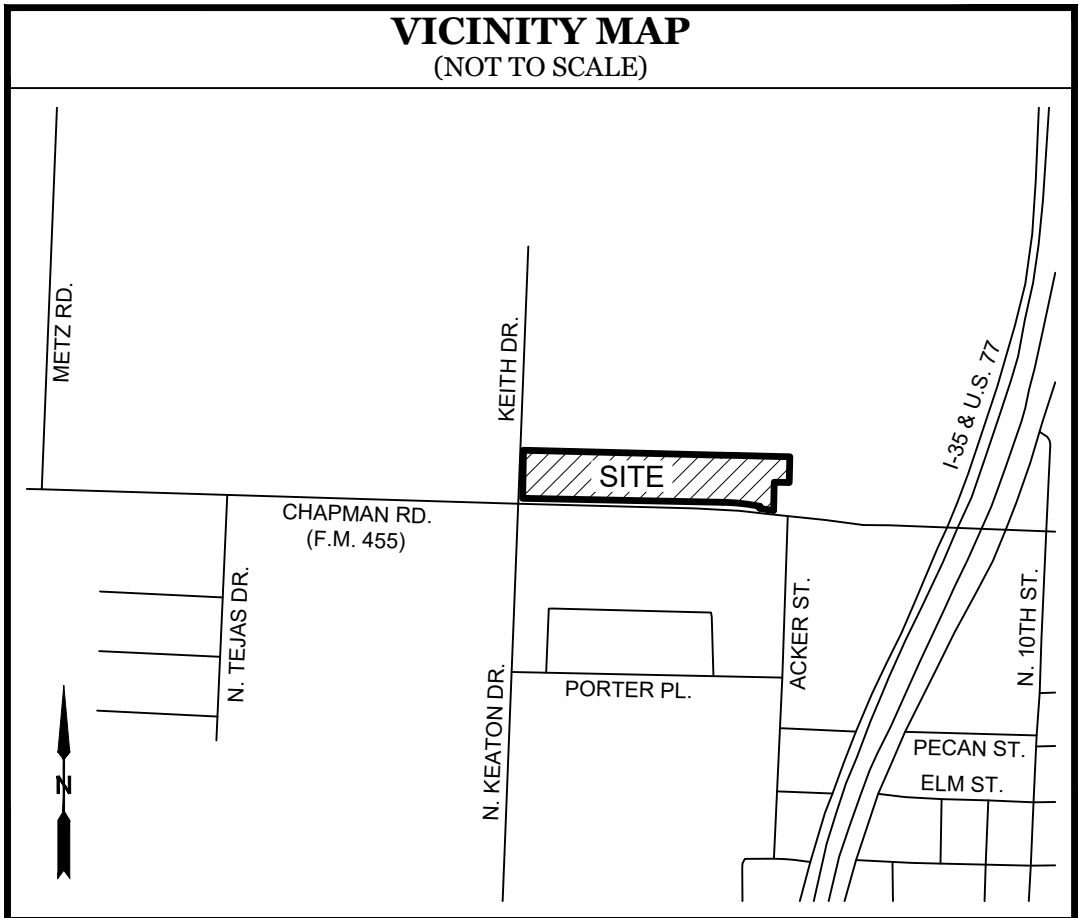 VICINITY MAP
(NOT TO SCALE)
METZ RD.
KEITH DR.
I-35 & U.S. 77
SITE
CHAPMAN RD.
(F.M. 455)
N. TEJAS DR.
N. KEATON DR.
PORTER PL.
ACKER ST.
N. 10TH ST.
PECAN ST.
ELM ST.
N